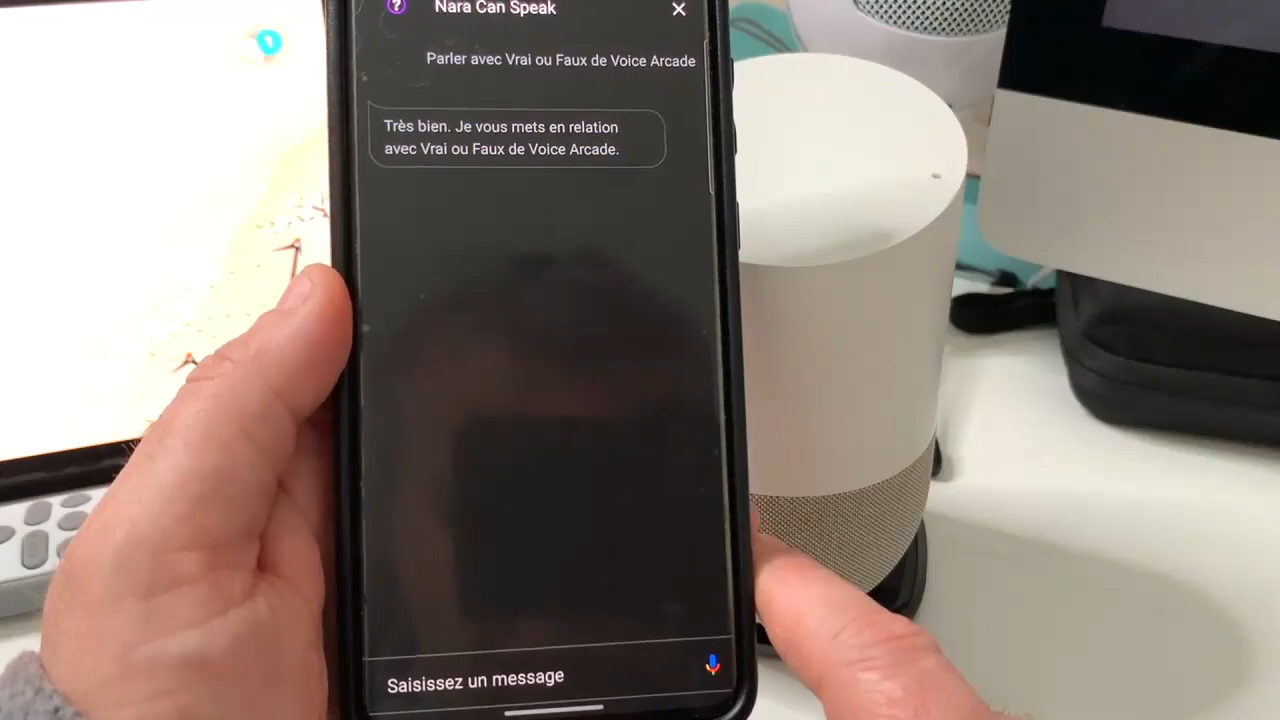 Nara Can Speak
Parler avec Vrai ou Faux de Voice Arcade
Très bien. Je vous mets en relation
avec Vrai ou Faux de Voice Arcade.
Saisissez un message